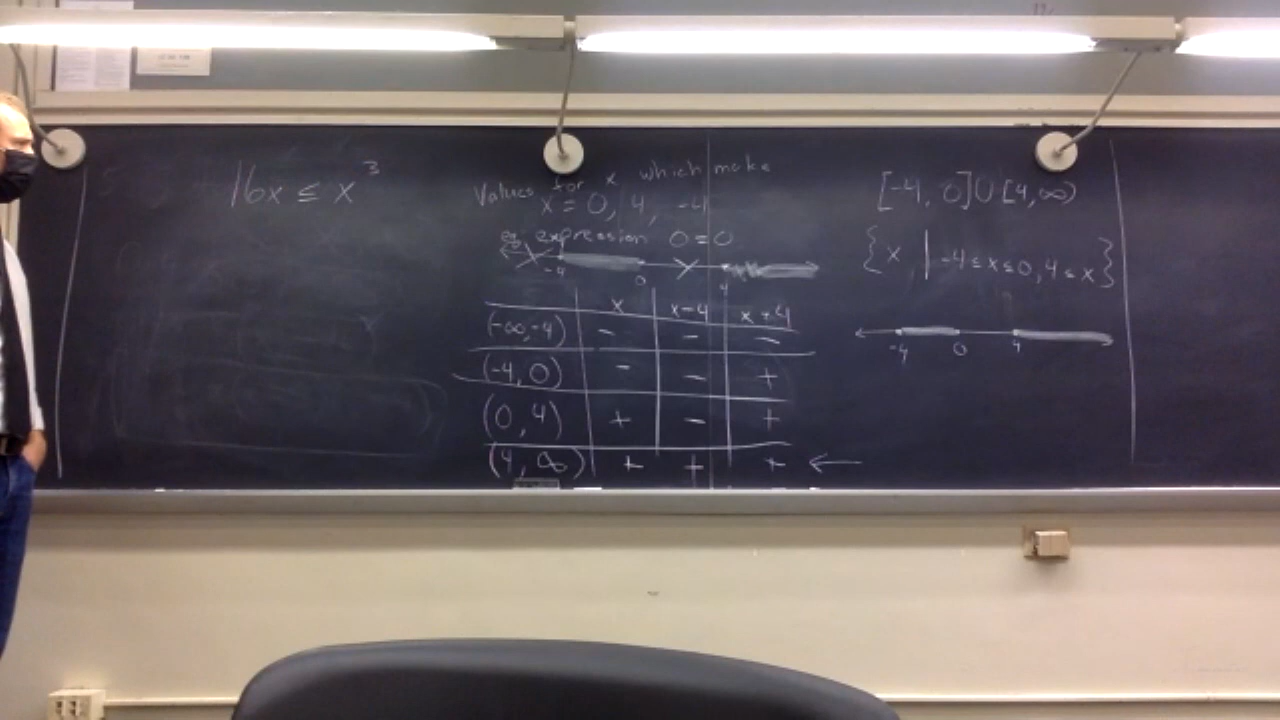 16x ≤ x³
Values for x which make
x = 0, 4, -4
expression 0 = 0
-4 0 4
x x-4 x+4
(-∞,-4) - - -
(-4, 0) - - +
(0, 4) + - +
(4, ∞) + + + ←
[-4, 0]∪[4,∞)
{x | -4≤x≤0, 4≤x}
-4 0 4